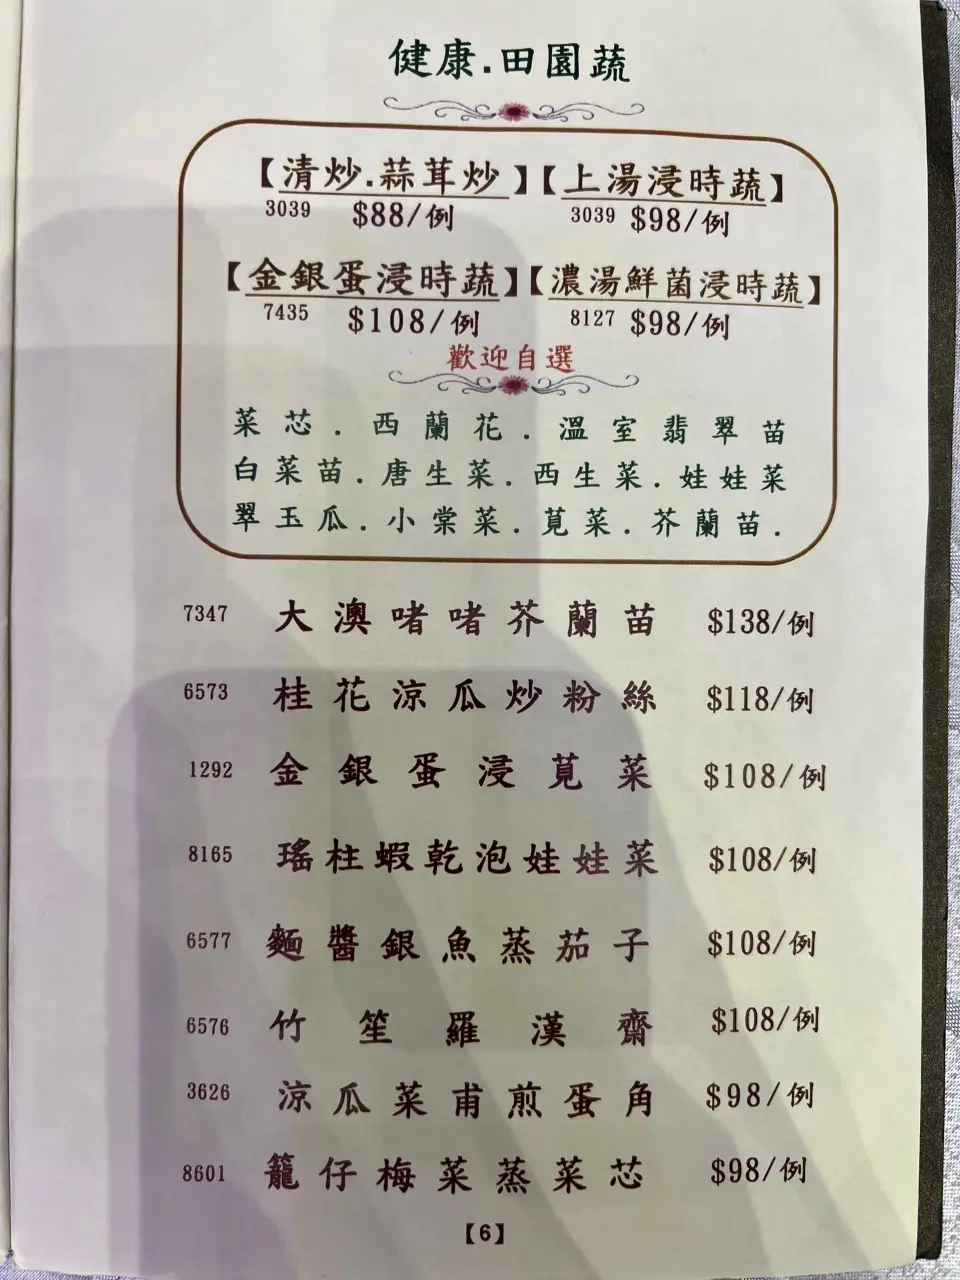 健康.田園蔬
【清炒.蒜茸炒】【上湯浸時蔬】
3039 $88/例 3039 $98/例
【金銀蛋浸時蔬】【濃湯鮮菌浸時蔬】
7435 $108/例 8127 $98/例
歡迎自選
菜芯.西蘭花.溫室翡翠苗
白菜苗.唐生菜.西生菜.娃娃菜
翠玉瓜.小棠菜.莧菜.芥蘭苗.
7347 大澳啫啫芥蘭苗 $138/例
6573 桂花涼瓜炒粉絲 $118/例
1292 金銀蛋浸莧菜 $108/例
8165 瑤柱蝦乾泡娃娃菜 $108/例
6577 麵醬銀魚蒸茄子 $108/例
6576 竹笙羅漢齋 $108/例
3626 涼瓜菜甫煎蛋角 $98/例
8601 籠仔梅菜蒸菜芯 $98/例
【6】